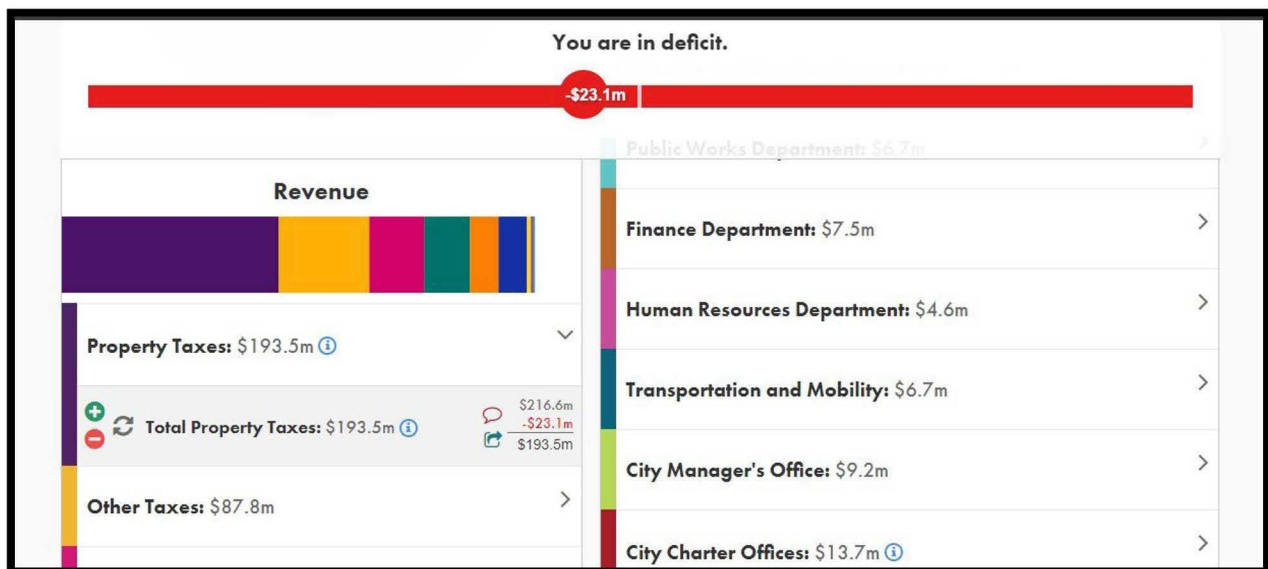 You are in deficit.
-$23.1m
Revenue
Property Taxes: $193.5m
Total Property Taxes: $193.5m
$216.6m
-$23.1m
$193.5m
Other Taxes: $87.8m
Public Works Department: $6.7m
Finance Department: $7.5m
Human Resources Department: $4.6m
Transportation and Mobility: $6.7m
City Manager's Office: $9.2m
City Charter Offices: $13.7m